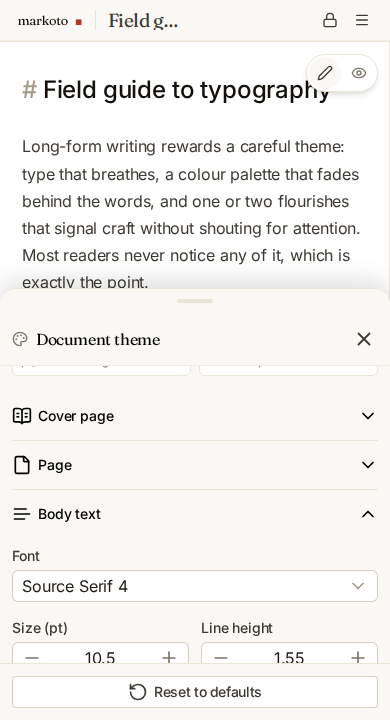 markoto
Field g...
# Field guide to typography
Long-form writing rewards a careful theme:
type that breathes, a colour palette that fades
behind the words, and one or two flourishes
that signal craft without shouting for attention.
Most readers never notice any of it, which is
exactly the point.
Document theme
Cover page
Page
Body text
Font
Source Serif 4
Size (pt)
Line height
10.5
1.55
Reset to defaults